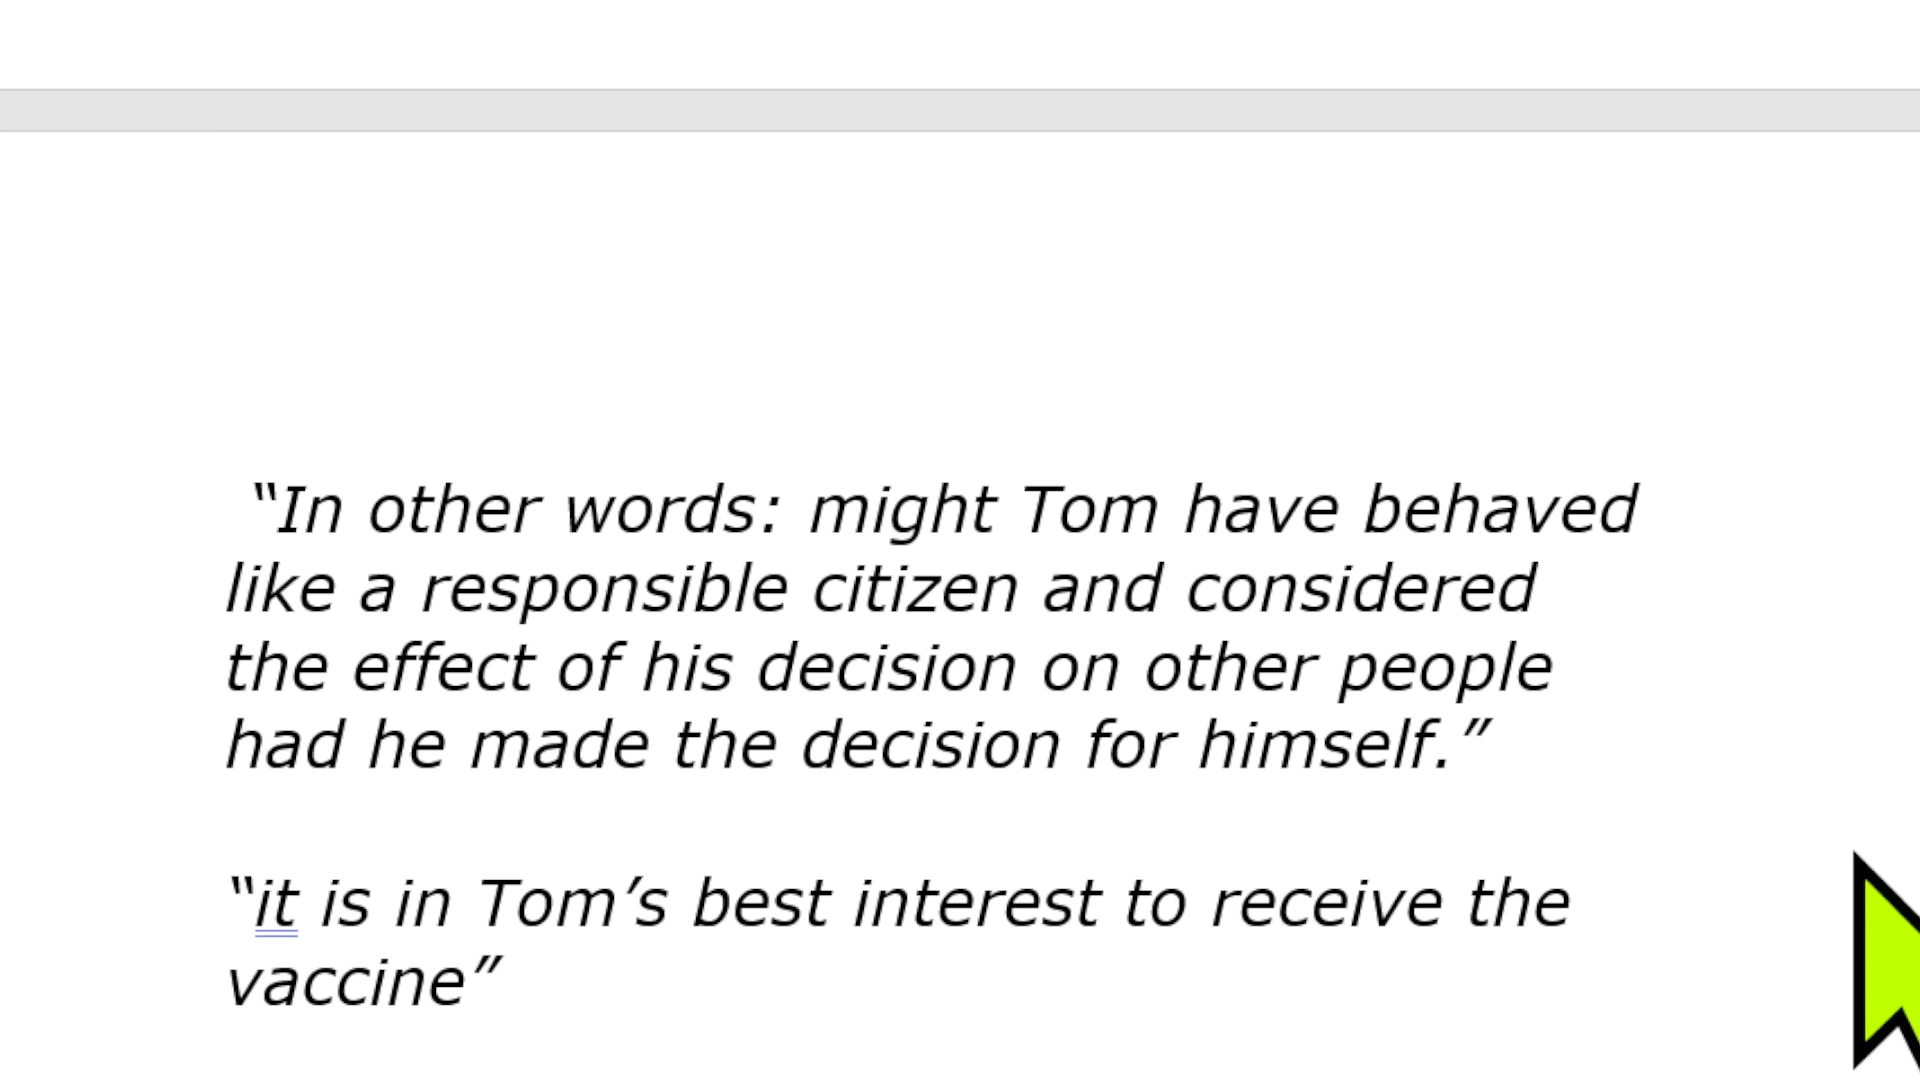 “In other words: might Tom have behaved
like a responsible citizen and considered
the effect of his decision on other people
had he made the decision for himself.”
“it is in Tom’s best interest to receive the
vaccine”